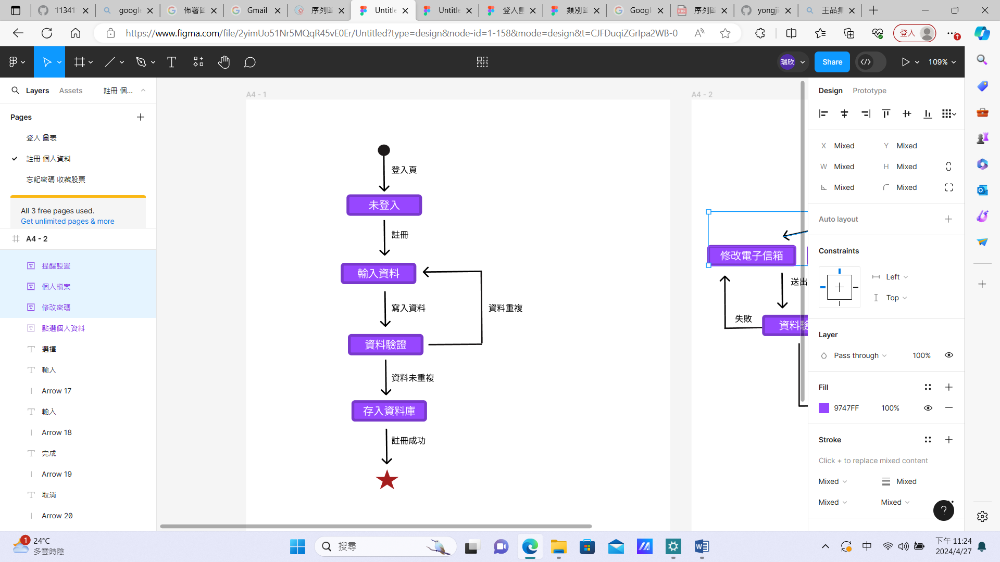 11341
google
佈署圖
Gmail
序列圖
Untitle
Untitle
登入畫
類別圖
Google
序列圖
yongji
王品集
https://www.figma.com/file/2yimUo51Nr5MQqR45vE0Er/Untitled?type=design&node-id=1-158&mode=design&t=CJFDuqiZGrIpa2WB-0
登入
瑞欣
Share
109%
Layers
Assets
註冊 個...
Pages
登入 圖表
註冊 個人資料
忘記密碼 收藏股票
All 3 free pages used.
Get unlimited pages & more
A4 - 2
提醒設置
個人檔案
修改密碼
點選個人資料
選擇
輸入
Arrow 17
輸入
Arrow 18
完成
Arrow 19
取消
Arrow 20
A4 - 1
登入頁
未登入
註冊
輸入資料
寫入資料
資料重複
資料驗證
資料未重複
存入資料庫
註冊成功
A4 - 2
修改電子信箱
送出
失敗
資料驗
Design
Prototype
X Mixed
Y Mixed
W Mixed
H Mixed
Mixed
Mixed
Auto layout
Constraints
Left
Top
Layer
Pass through
100%
Fill
9747FF
100%
Stroke
Click + to replace mixed content
Mixed
Mixed
Mixed
Mixed
?
1
24°C
多雲時陰
搜尋
中
下午 11:24
2024/4/27